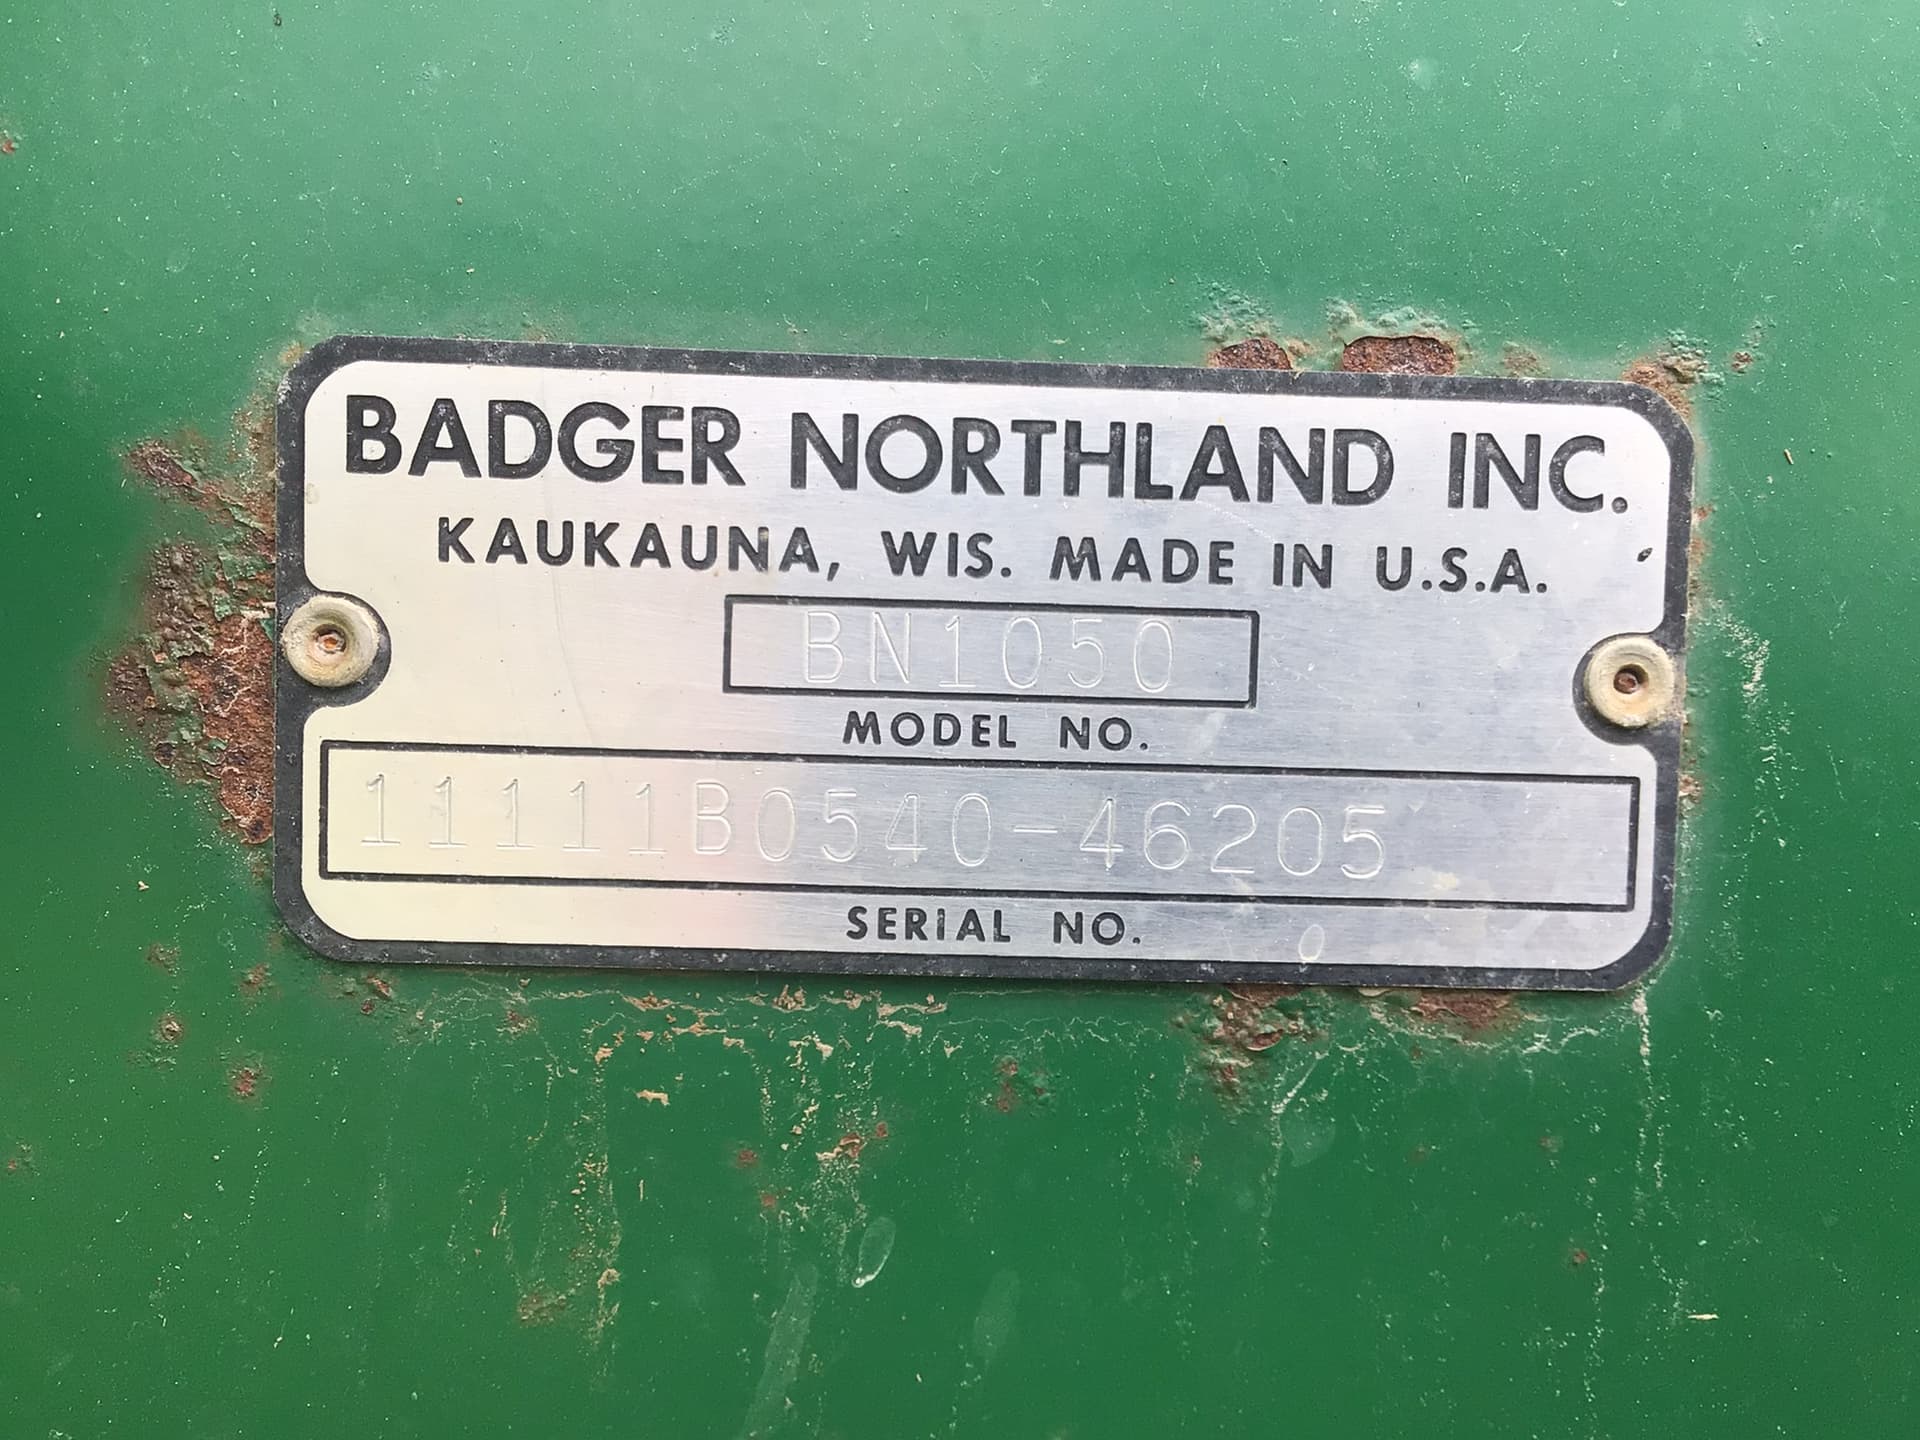 BADGER NORTHLAND INC.
KAUKAUNA, WIS. MADE IN U.S.A.
BN1050
MODEL NO.
11111B0540-46205
SERIAL NO.